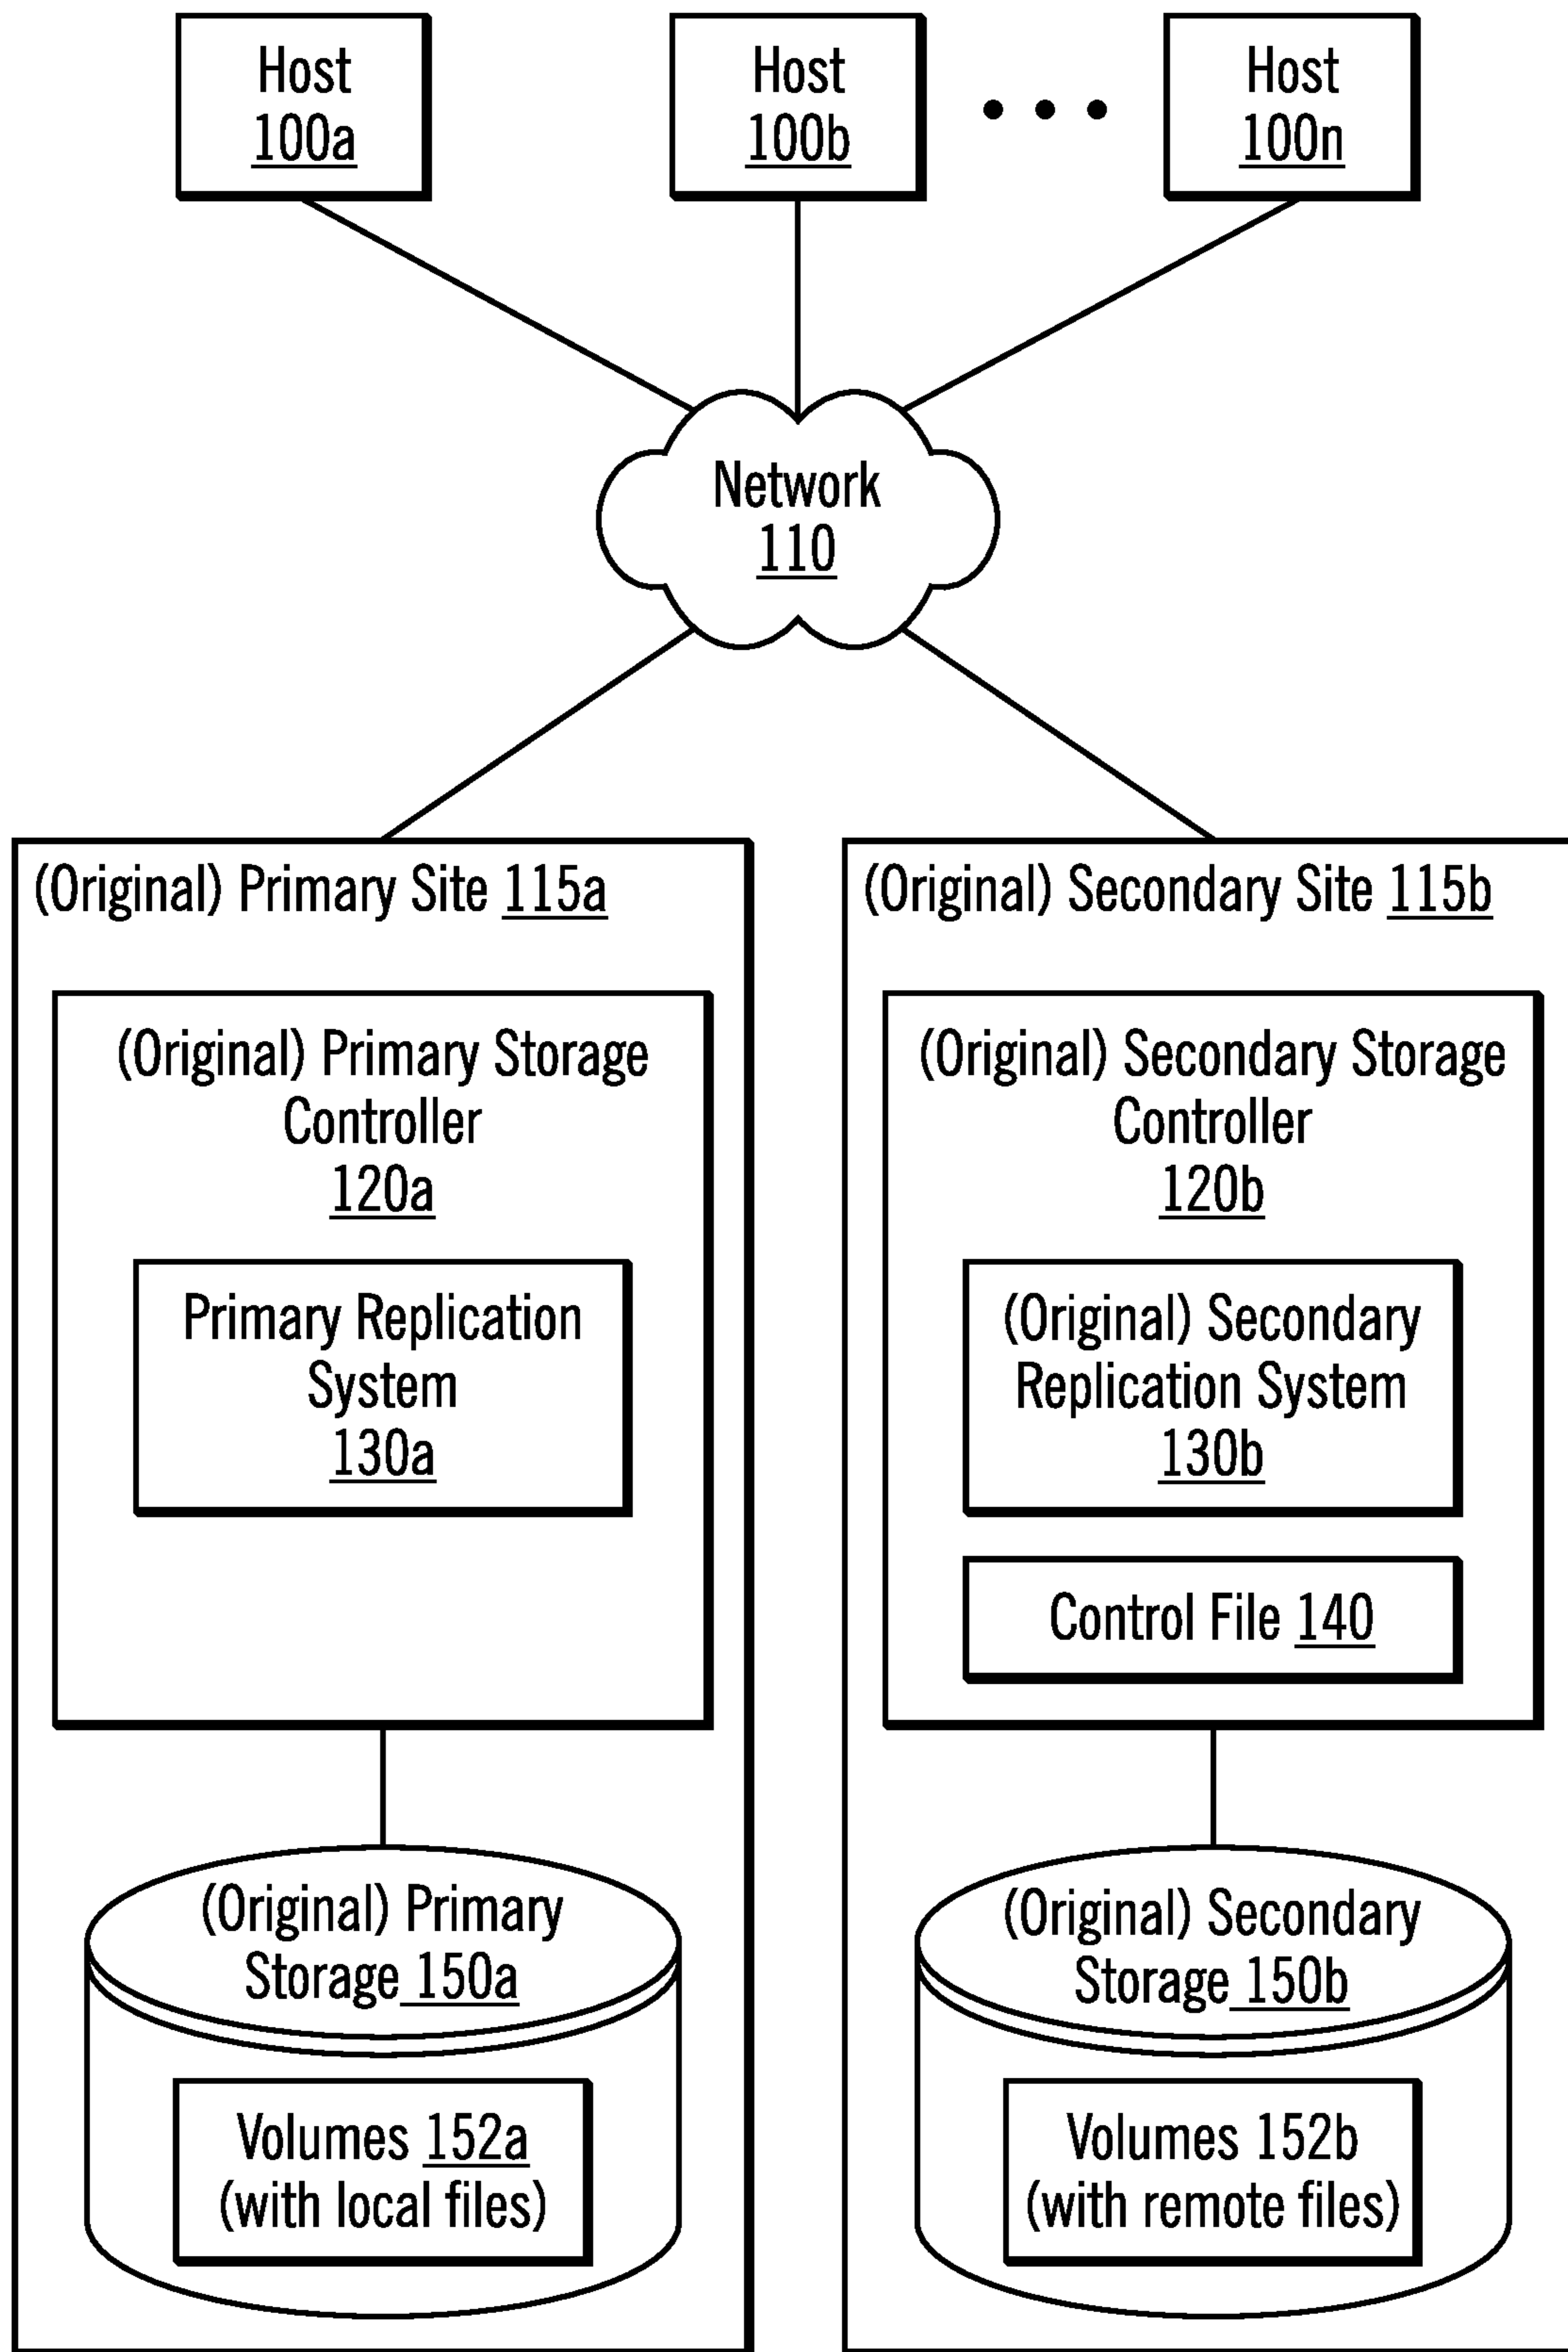 Host
100a
Host
100b
Host
100n
Network
110
(Original) Primary Site 115a
(Original) Primary Storage
Controller
120a
Primary Replication
System
130a
(Original) Primary
Storage 150a
Volumes 152a
(with local files)
(Original) Secondary Site 115b
(Original) Secondary Storage
Controller
120b
(Original) Secondary
Replication System
130b
Control File 140
(Original) Secondary
Storage 150b
Volumes 152b
(with remote files)